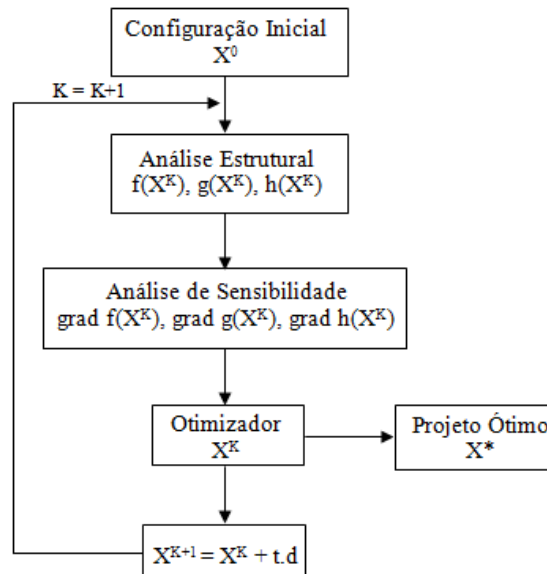 Configuração Inicial
X⁰
K = K+1
Análise Estrutural
f(Xᴷ), g(Xᴷ), h(Xᴷ)
Análise de Sensibilidade
grad f(Xᴷ), grad g(Xᴷ), grad h(Xᴷ)
Otimizador
Xᴷ
Projeto Ótimo
X*
Xᴷ⁺¹ = Xᴷ + t.d